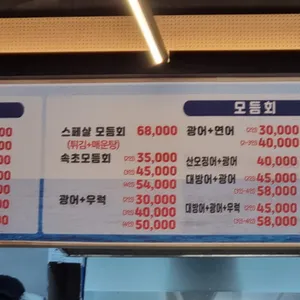 모듬회
스페샬 모듬회 68,000
(튀김+매운탕)
속초모듬회 35,000
45,000
54,000
광어+우럭 30,000
40,000
50,000
광어+연어 30,000
40,000
산오징어+광어 40,000
대방어+광어 45,000
58,000
대방어+광어+우럭 45,000
58,000